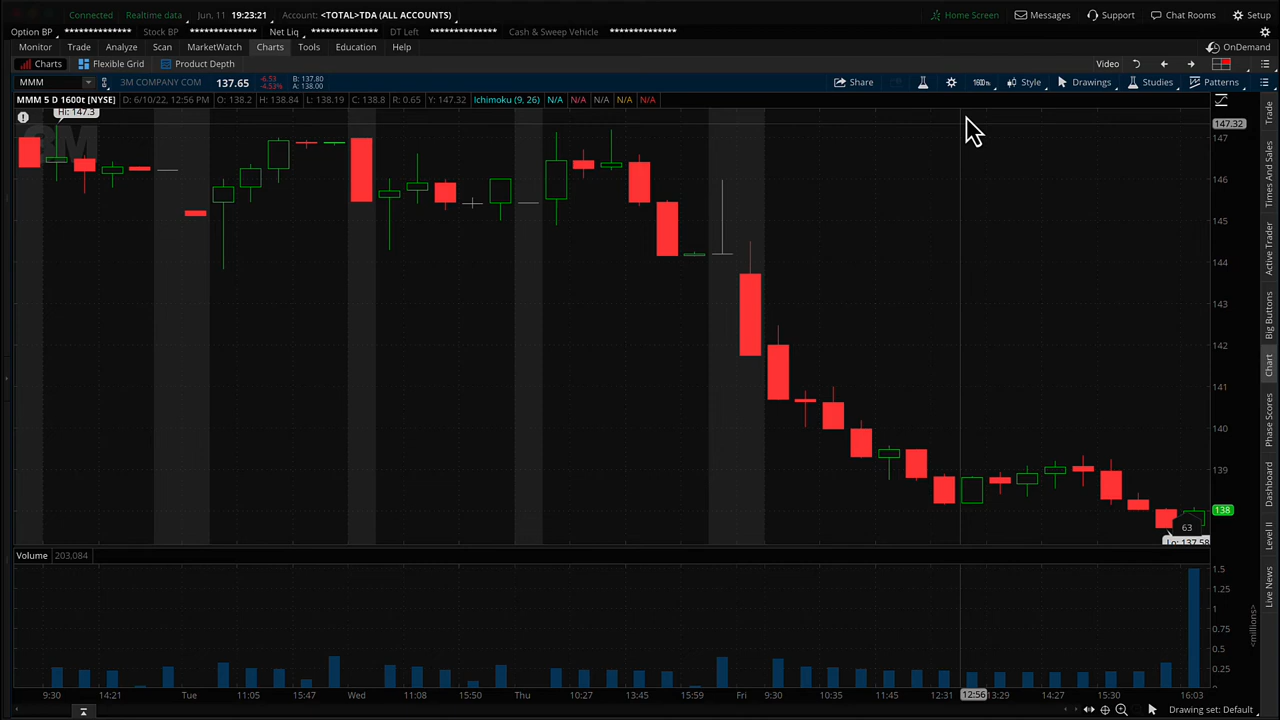 Connected Realtime data Jun, 11 19:23:21 Account: <TOTAL>TDA (ALL ACCOUNTS) Home Screen Messages Support Chat Rooms Setup
Option BP ************** Stock BP ************** Net Liq ************** DT Left ************** Cash & Sweep Vehicle **************
Monitor Trade Analyze Scan MarketWatch Charts Tools Education Help OnDemand
Charts Flexible Grid Product Depth Video
MMM 3M COMPANY COM 137.65 -6.53 B: 137.80
-4.53% A: 138.00
Share 1600t Style Drawings Studies Patterns
MMM 5 D 1600t [NYSE] D: 6/10/22, 12:56 PM O: 138.2 H: 138.84 L: 138.19 C: 138.8 R: 0.65 Y: 147.32 Ichimoku (9, 26) N/A N/A N/A N/A N/A
Hi: 147.3
3M
147.32
147
146
145
144
143
142
141
140
139
138
63
Lo: 137.58
Volume 203,084
1.5
1.25
1
0.75
0.5
0.25
<millions>
9:30 14:21 Tue 11:05 15:47 Wed 11:08 15:50 Thu 10:27 13:45 15:59 Fri 9:30 10:35 11:45 12:31 12:56 13:29 14:27 15:30 16:03
Drawing set: Default
Trade
Times And Sales
Active Trader
Big Buttons
Chart
Phase Scores
Dashboard
Level II
Live News